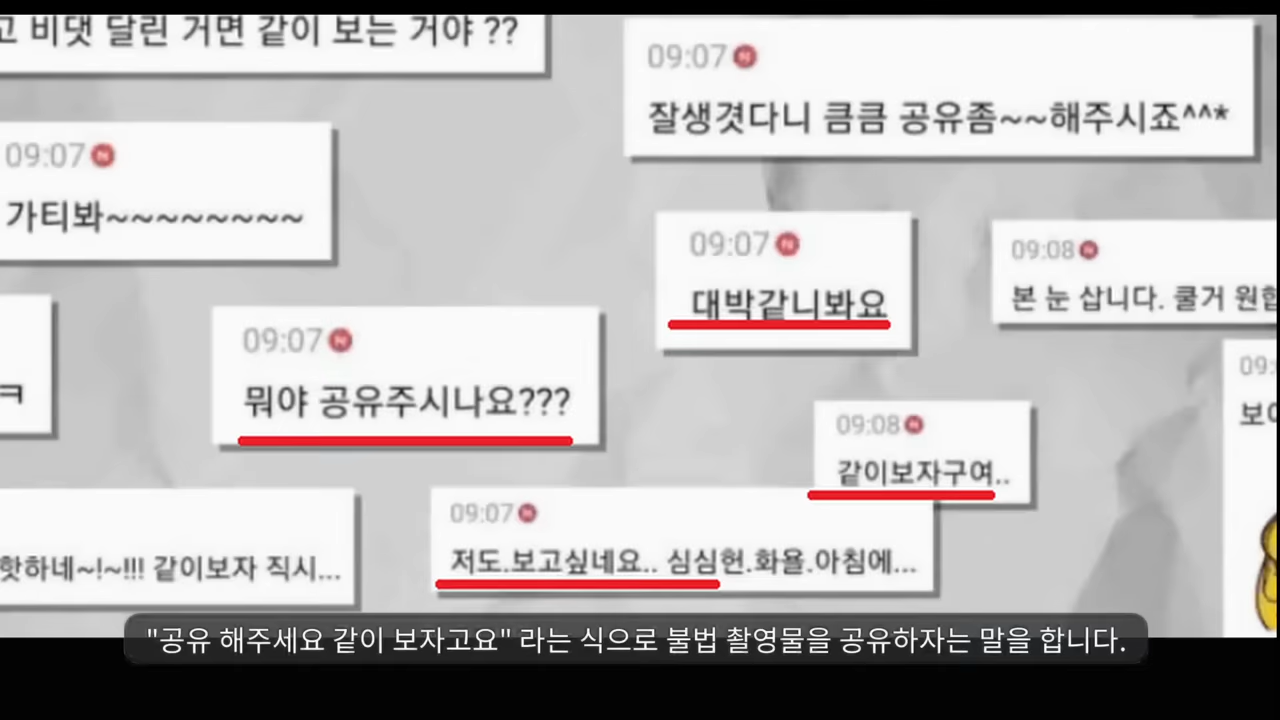 고 비댓 달린 거면 같이 보는 거야 ??
09:07 N
잘생겻다니 큼큼 공유좀~~해주시죠^^*
09:07 N
가티봐~~~~~~~~
09:07 N
대박같니봐요
09:08 N
본 눈 삽니다. 쿨거 원합
09:07 N
뭐야 공유주시나요???
ㅋ
09:
보이
09:08 N
같이보자구여..
핫하네~!~!!! 같이보자 직시...
09:07 N
저도.보고싶네요.. 심심헌.화욜.아침에...
"공유 해주세요 같이 보자고요" 라는 식으로 불법 촬영물을 공유하자는 말을 합니다.